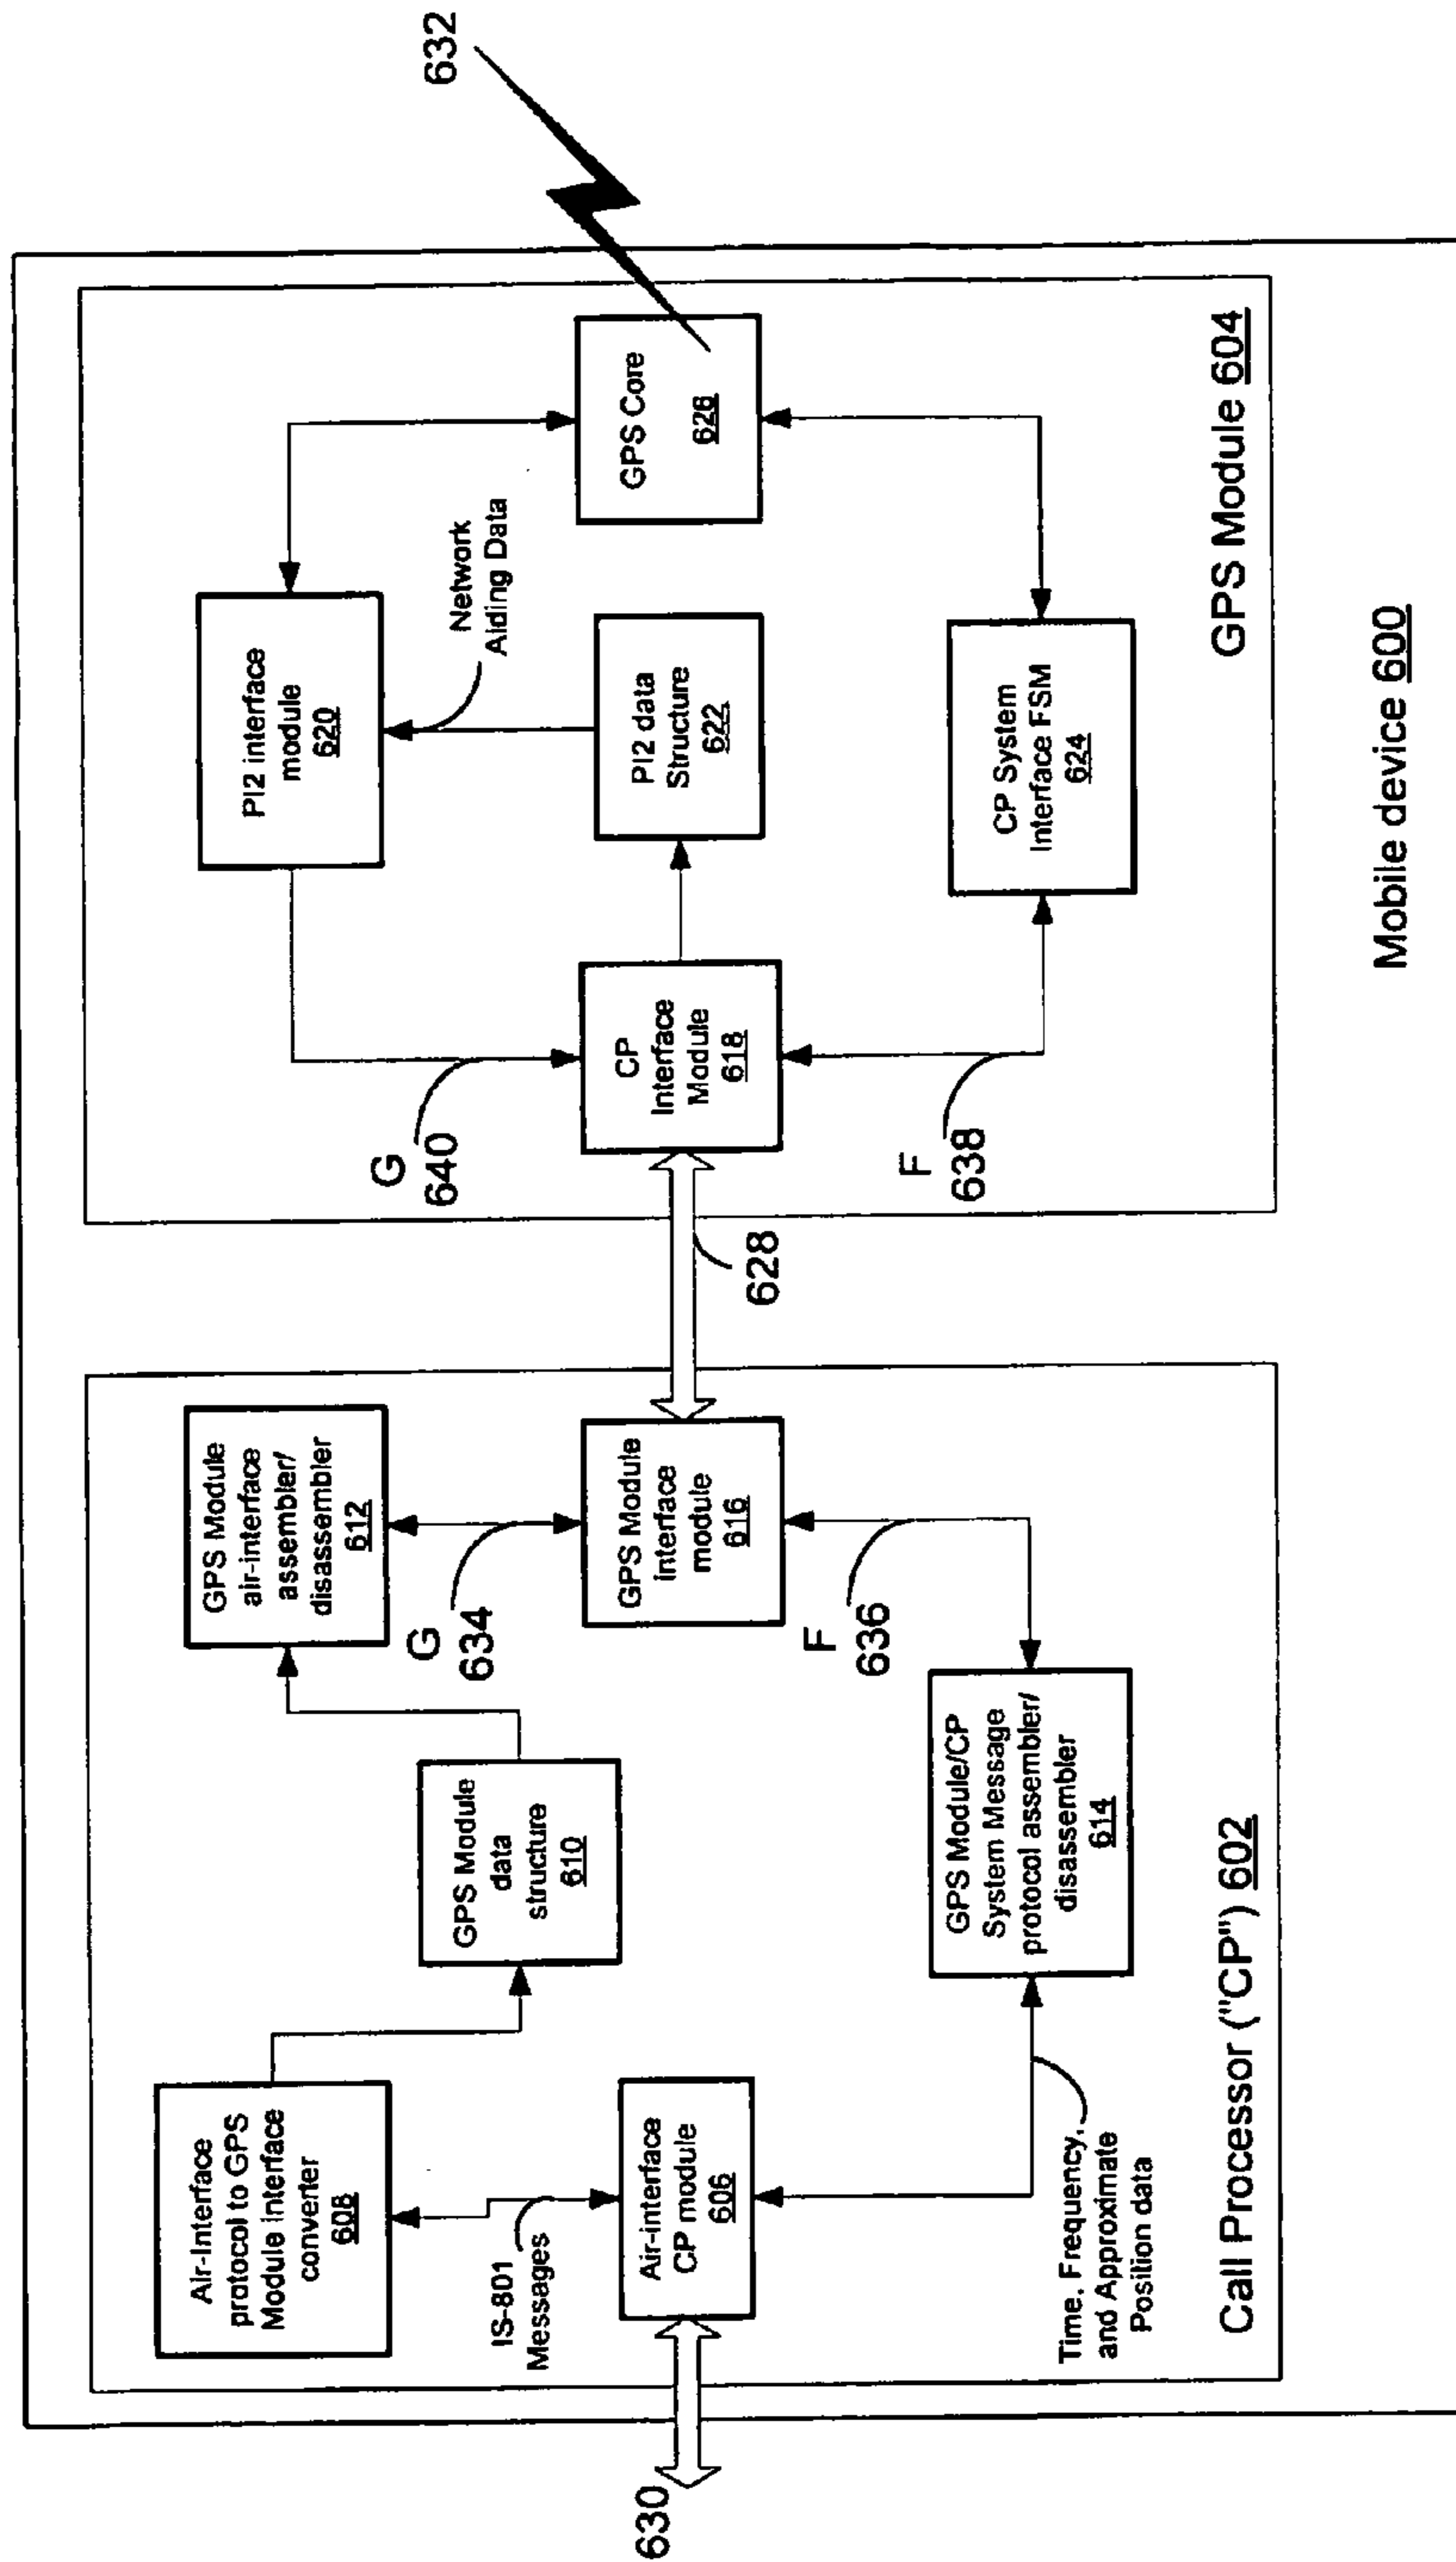 630
Air-Interface
protocol to GPS
Module Interface
converter
608
IS-801
Messages
Air-interface
CP module
606
Time, Frequency,
and Approximate
Position data
GPS Module
data
structure
610
GPS Module
air-interface
assembler/
disassembler
612
G
634
GPS Module
interface
module
616
F
636
GPS Module/CP
System Message
protocol assembler/
disassembler
614
Call Processor ("CP") 602
628
PI2 interface
module
620
G
640
Network
Aiding Data
CP
Interface
Module
618
PI2 data
Structure
622
GPS Core
626
632
F
638
CP System
Interface FSM
624
GPS Module 604
Mobile device 600